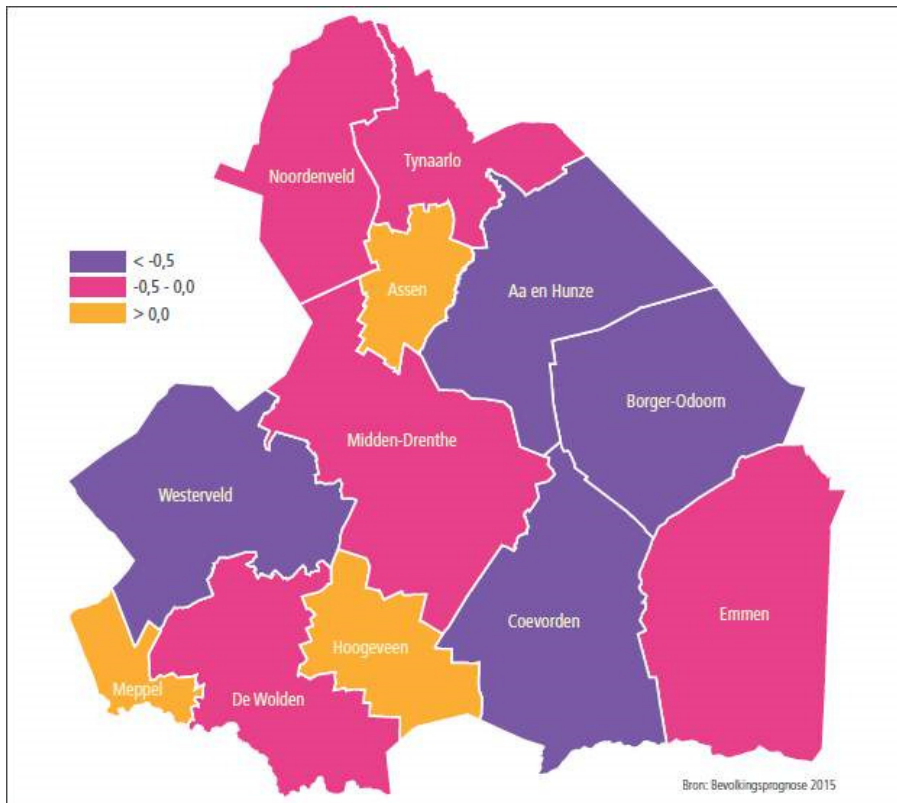 Tynaarlo
Noordenveld
< -0,5
-0,5 - 0,0
> 0,0
Assen
Aa en Hunze
Borger-Odoorn
Midden-Drenthe
Westerveld
Emmen
Coevorden
Hoogeveen
Meppel
De Wolden
Bron: Bevolkingsprognose 2015